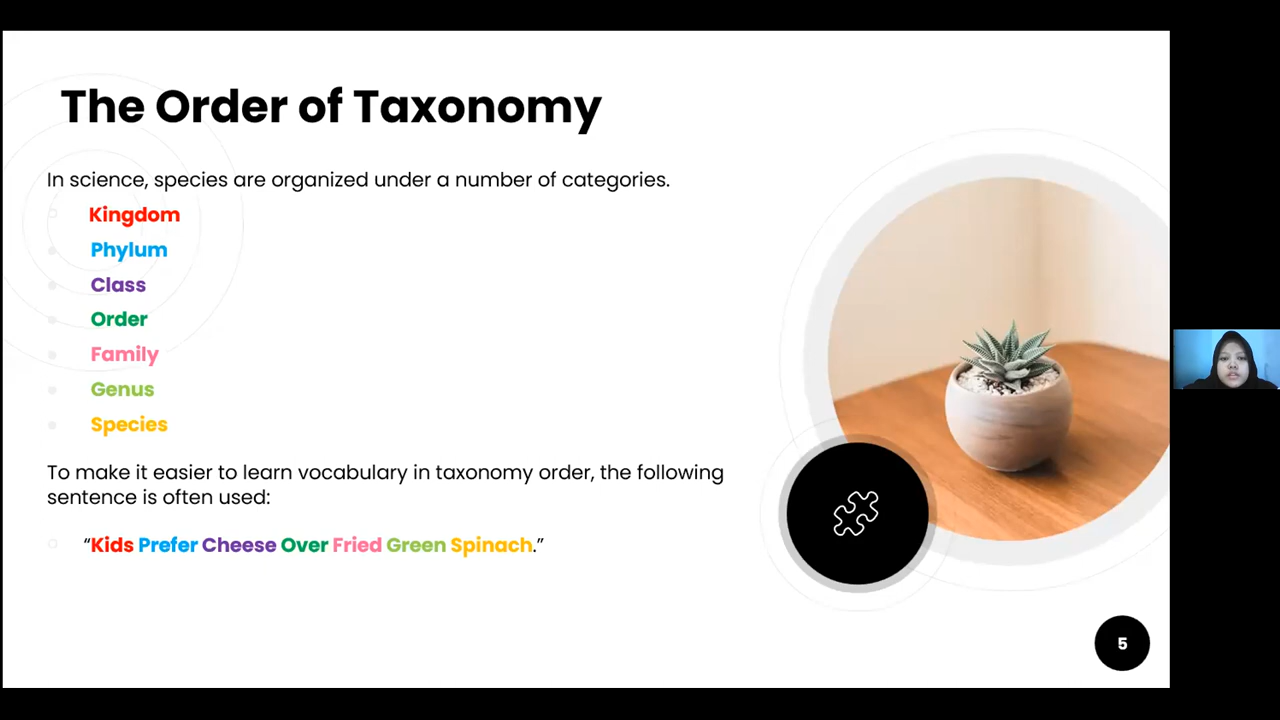 The Order of Taxonomy
In science, species are organized under a number of categories.
Kingdom
Phylum
Class
Order
Family
Genus
Species
To make it easier to learn vocabulary in taxonomy order, the following
sentence is often used:
“Kids Prefer Cheese Over Fried Green Spinach.”
5